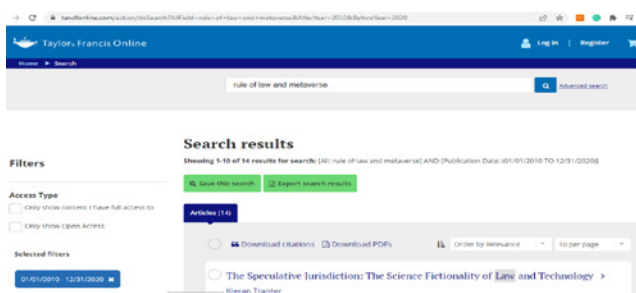 tandfonline.com/action/doSearch?AllField=rule+of+law+and+metaverse&AfterYear=2010&BeforeYear=2020
Taylor & Francis Online
Log in | Register
Home ▸ Search
rule of law and metaverse
Advanced search
Search results
Showing 1-10 of 14 results for search: [All: rule of law and metaverse] AND [Publication Date: (01/01/2010 TO 12/31/2020)]
Filters
Save this search
Export search results
Access Type
Only show content I have full access to
Only show Open Access
Articles (14)
Download citations
Download PDFs
Order by Relevance
10 per page
Selected filters
01/01/2010 - 12/31/2020 ×
The Speculative Jurisdiction: The Science Fictionality of Law and Technology >
Kieran Tranter